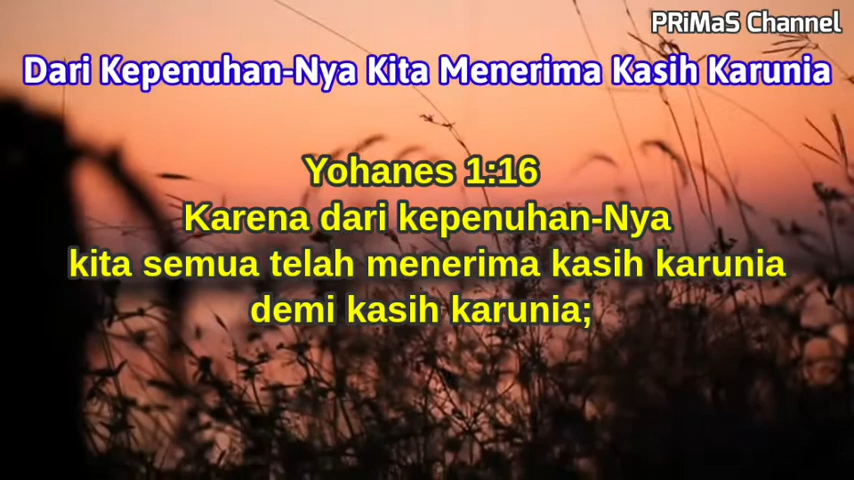 PRiMaS Channel
Dari Kepenuhan-Nya Kita Menerima Kasih Karunia
Yohanes 1:16
Karena dari kepenuhan-Nya
kita semua telah menerima kasih karunia
demi kasih karunia;